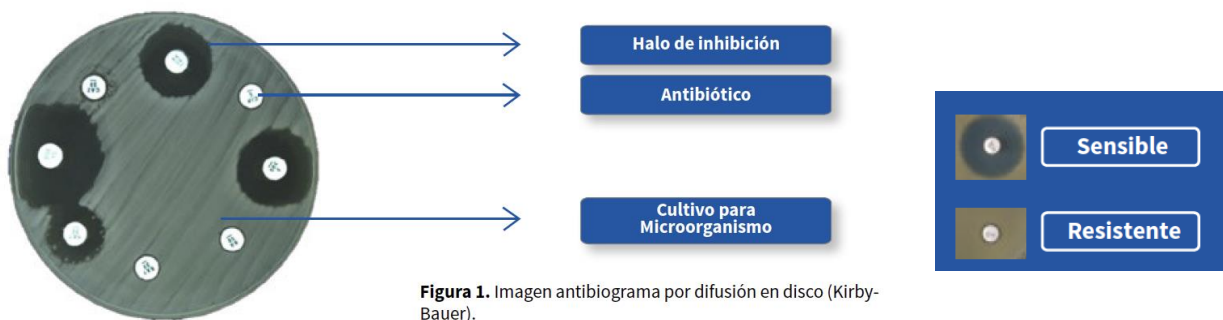 Halo de inhibición
Antibiótico
Cultivo para
Microorganismo
Sensible
Resistente
Figura 1. Imagen antibiograma por difusión en disco (Kirby-
Bauer).